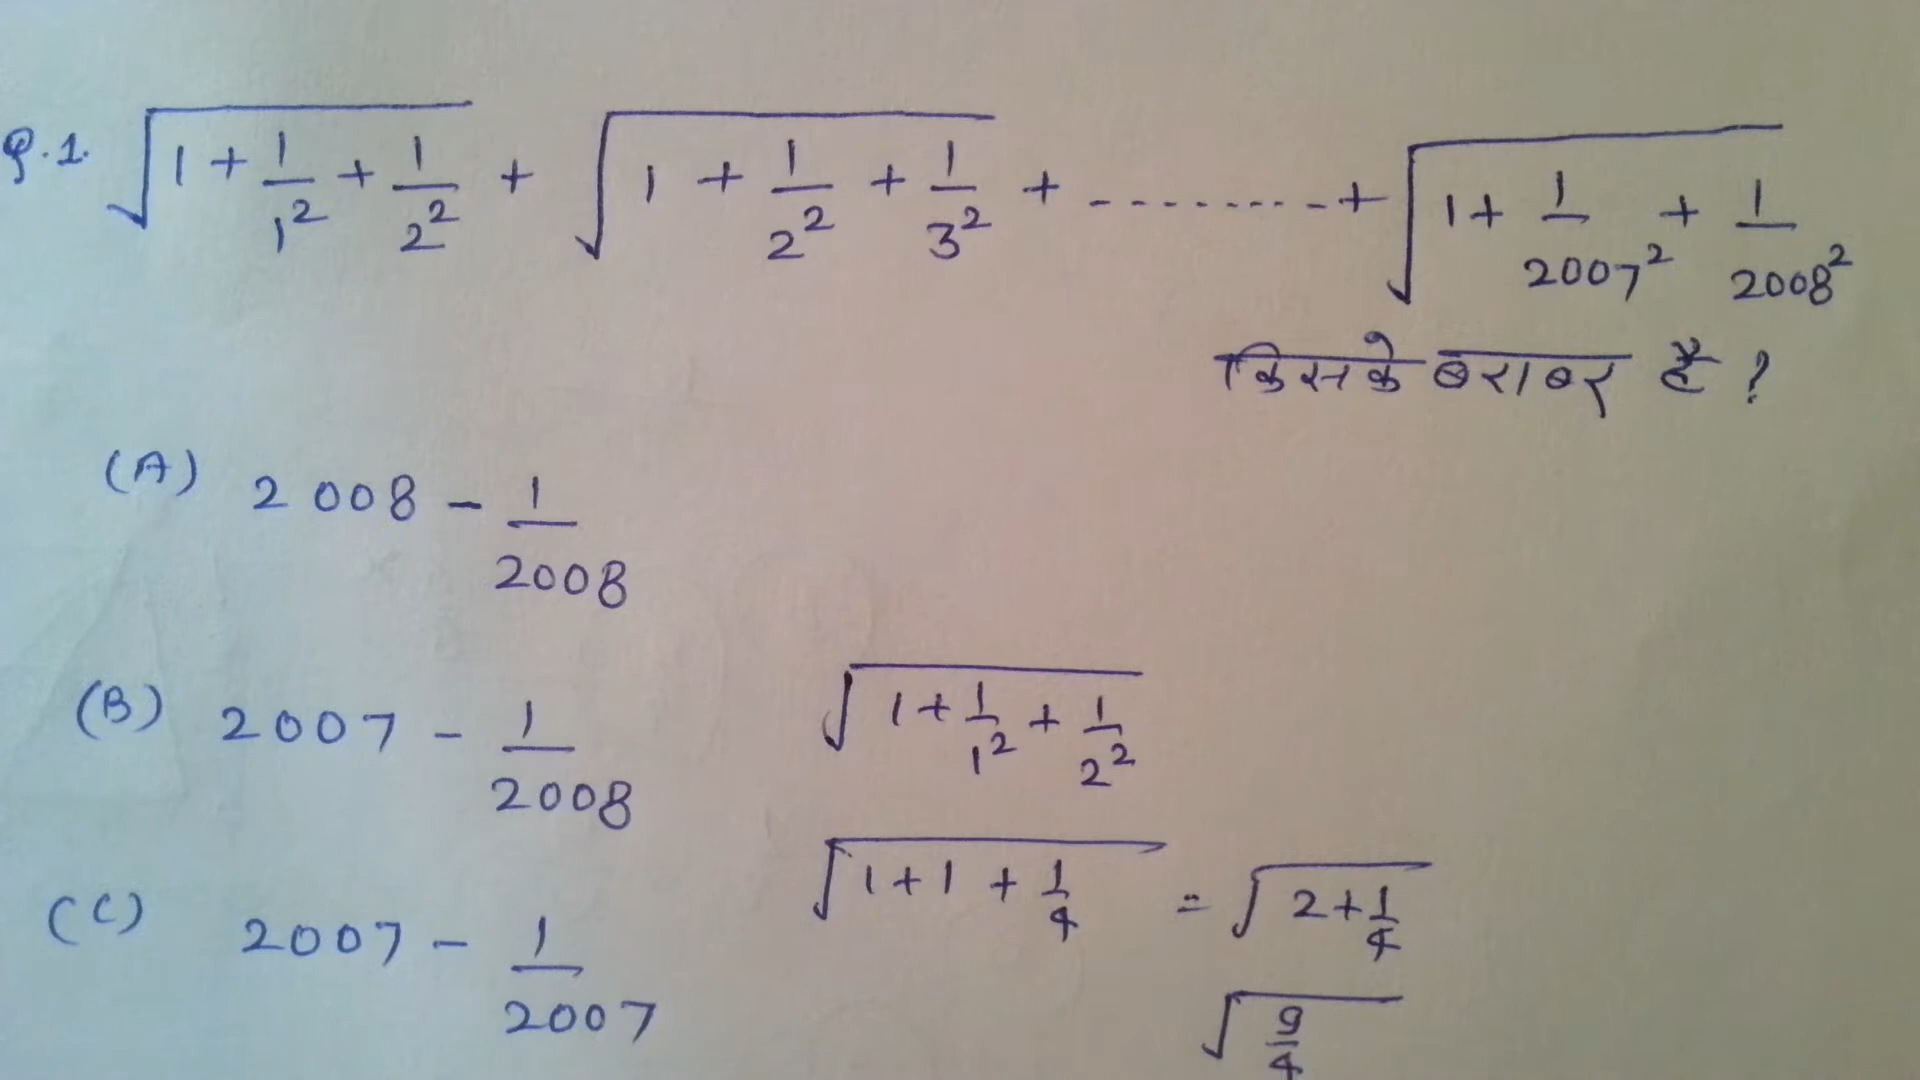 Q.1. √(1 + 1/1² + 1/2²) + √(1 + 1/2² + 1/3²) + -------- + √(1 + 1/2007² + 1/2008²)
किसके बराबर है ?
(A) 2008 - 1/2008
(B) 2007 - 1/2008
√(1 + 1/1² + 1/2²)
√(1 + 1 + 1/4) = √(2 + 1/4)
(C) 2007 - 1/2007
√(9/4)